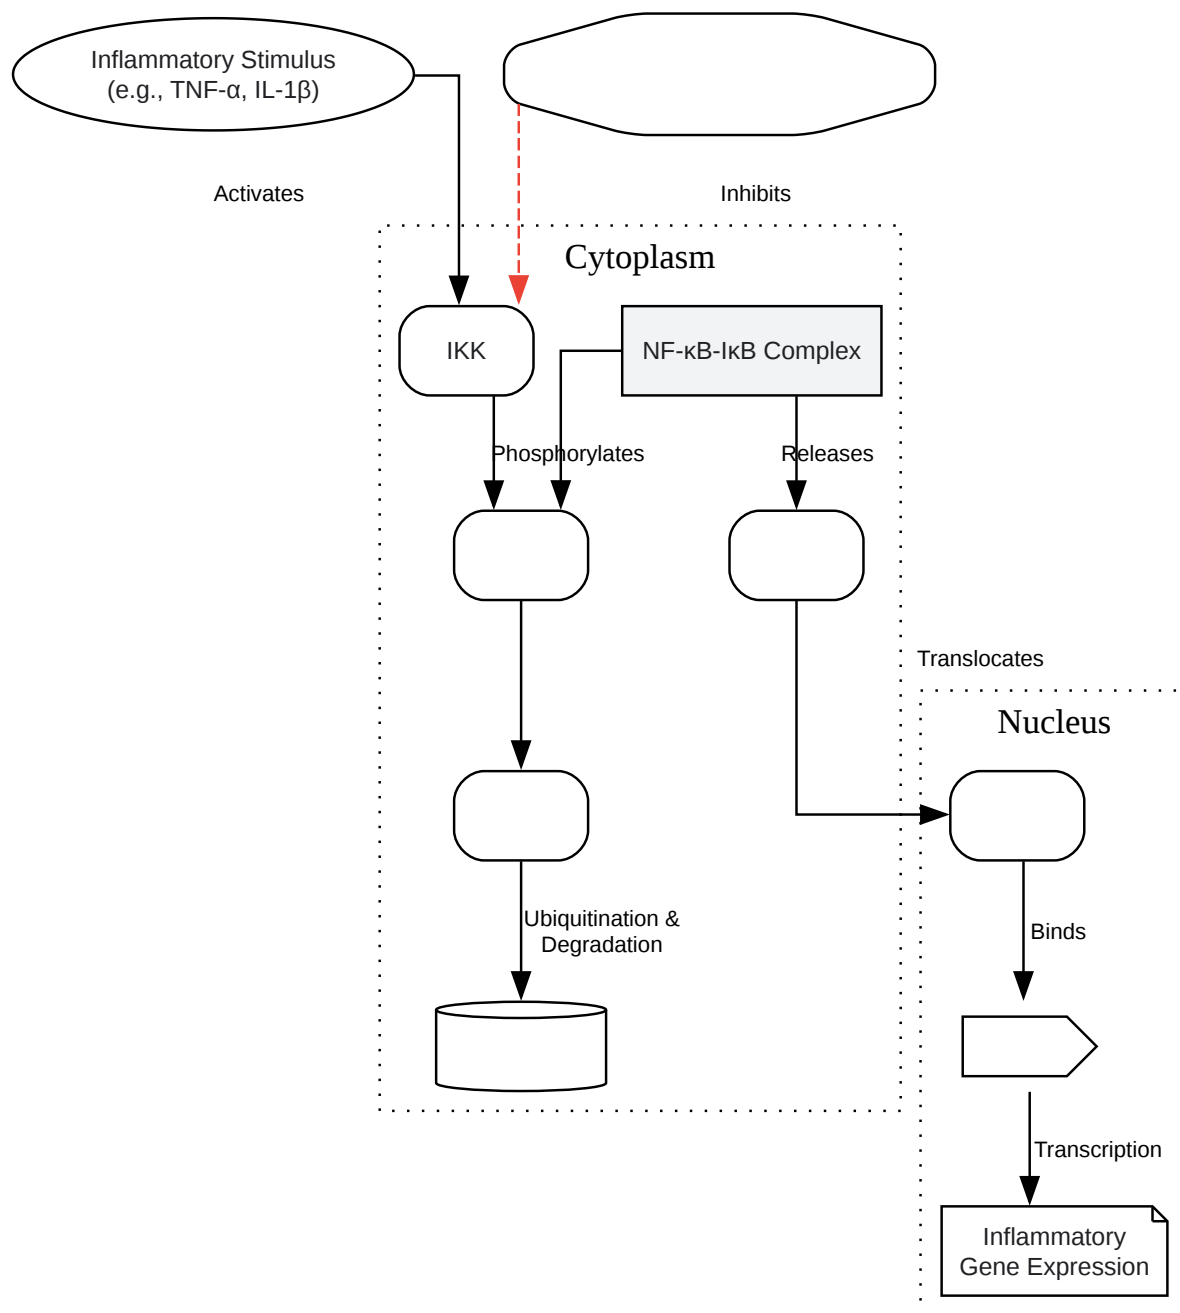 Inflammatory Stimulus
(e.g., TNF-α, IL-1β)
Activates
Inhibits
Cytoplasm
IKK
NF-κB-IκB Complex
Phosphorylates
Releases
Translocates
Nucleus
Ubiquitination &
Degradation
Binds
Transcription
Inflammatory
Gene Expression